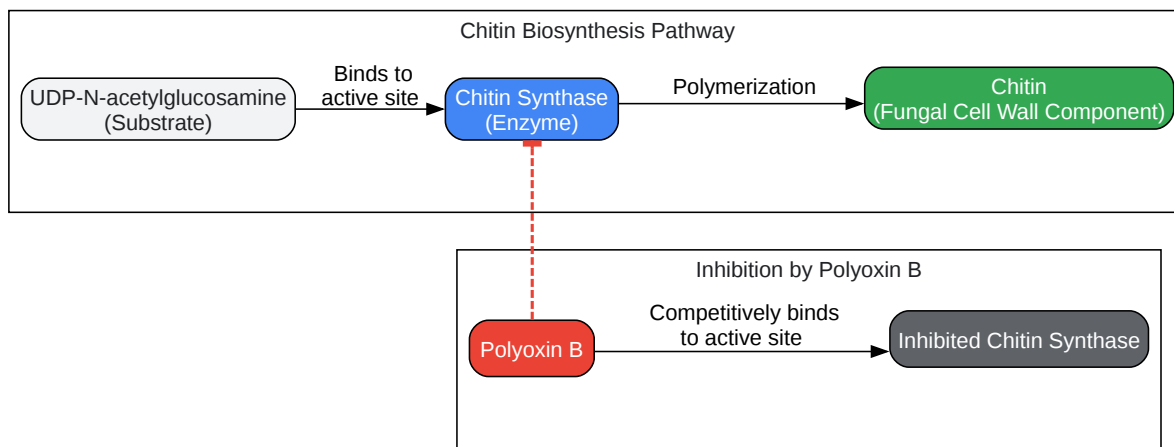 Chitin Biosynthesis Pathway
UDP-N-acetylglucosamine
(Substrate)
Binds to
active site
Chitin Synthase
(Enzyme)
Polymerization
Chitin
(Fungal Cell Wall Component)
Inhibition by Polyoxin B
Polyoxin B
Competitively binds
to active site
Inhibited Chitin Synthase